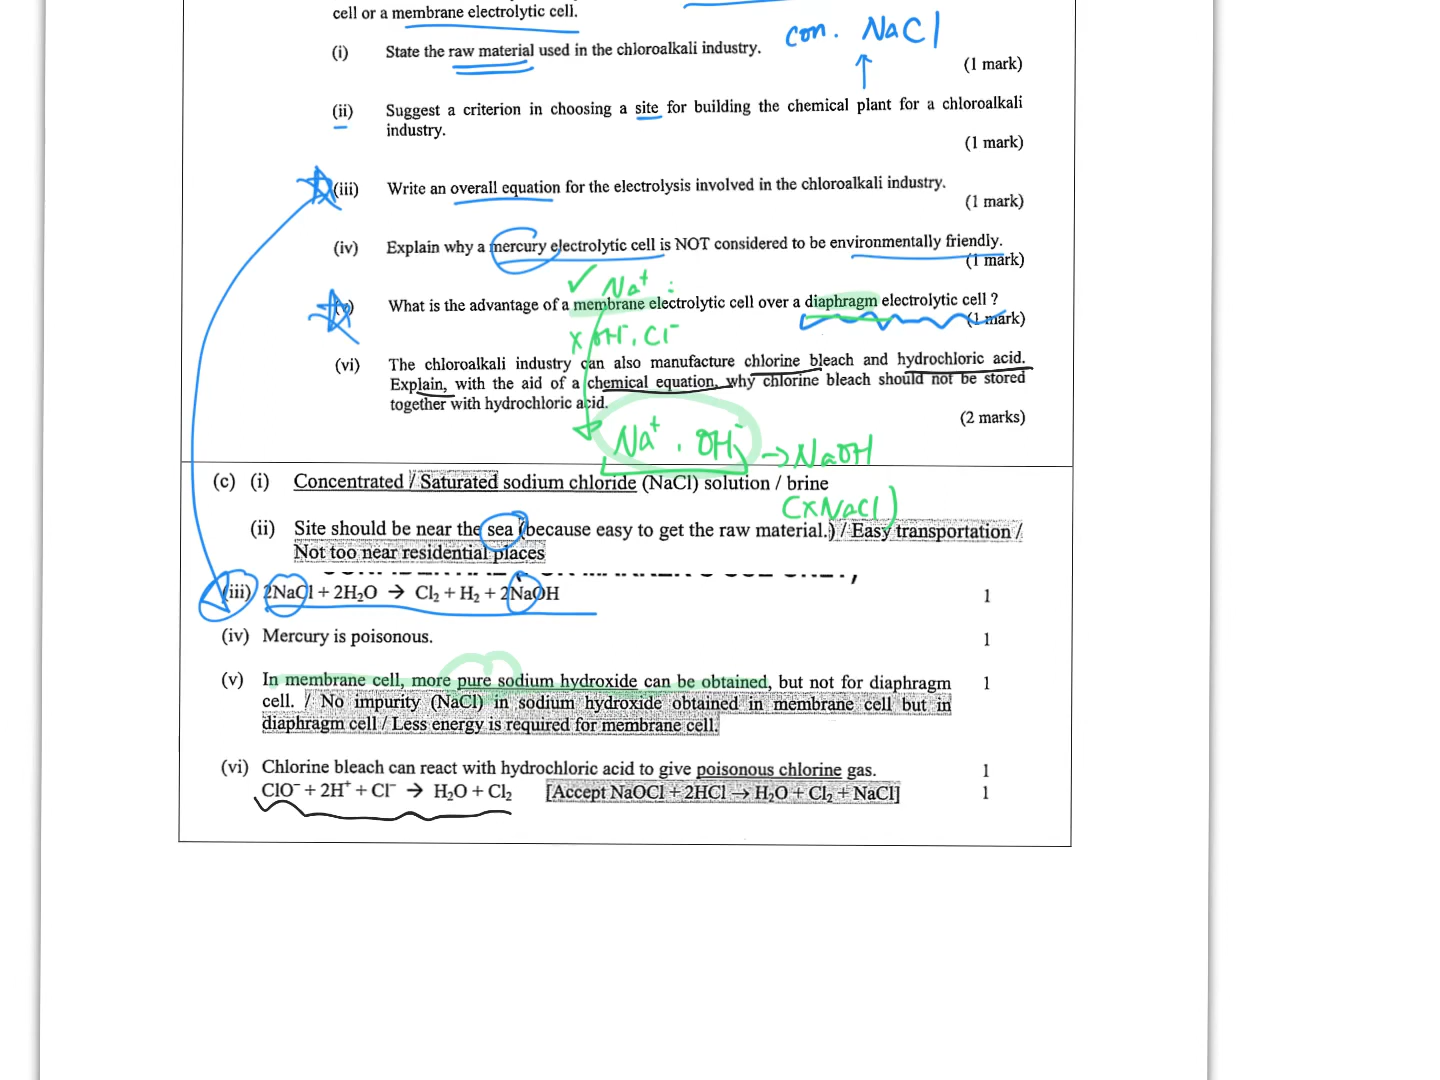 cell or a membrane electrolytic cell.
con. NaCl
(i) State the raw material used in the chloroalkali industry.
(1 mark)
(ii) Suggest a criterion in choosing a site for building the chemical plant for a chloroalkali
industry.
(1 mark)
(iii) Write an overall equation for the electrolysis involved in the chloroalkali industry.
(1 mark)
(iv) Explain why a mercury electrolytic cell is NOT considered to be environmentally friendly.
(1 mark)
✓ Na⁺ :
(v) What is the advantage of a membrane electrolytic cell over a diaphragm electrolytic cell ?
(1 mark)
x OH⁻, Cl⁻
(vi) The chloroalkali industry can also manufacture chlorine bleach and hydrochloric acid.
Explain, with the aid of a chemical equation, why chlorine bleach should not be stored
together with hydrochloric acid.
(2 marks)
Na⁺, OH⁻ → NaOH
(c) (i) Concentrated / Saturated sodium chloride (NaCl) solution / brine
(xNaCl)
(ii) Site should be near the sea (because easy to get the raw material.) / Easy transportation /
Not too near residential places
(iii) 2NaCl + 2H₂O → Cl₂ + H₂ + 2NaOH 1
(iv) Mercury is poisonous. 1
(v) In membrane cell, more pure sodium hydroxide can be obtained, but not for diaphragm 1
cell. / No impurity (NaCl) in sodium hydroxide obtained in membrane cell but in
diaphragm cell / Less energy is required for membrane cell.
(vi) Chlorine bleach can react with hydrochloric acid to give poisonous chlorine gas. 1
ClO⁻ + 2H⁺ + Cl⁻ → H₂O + Cl₂ [Accept NaOCl + 2HCl → H₂O + Cl₂ + NaCl] 1